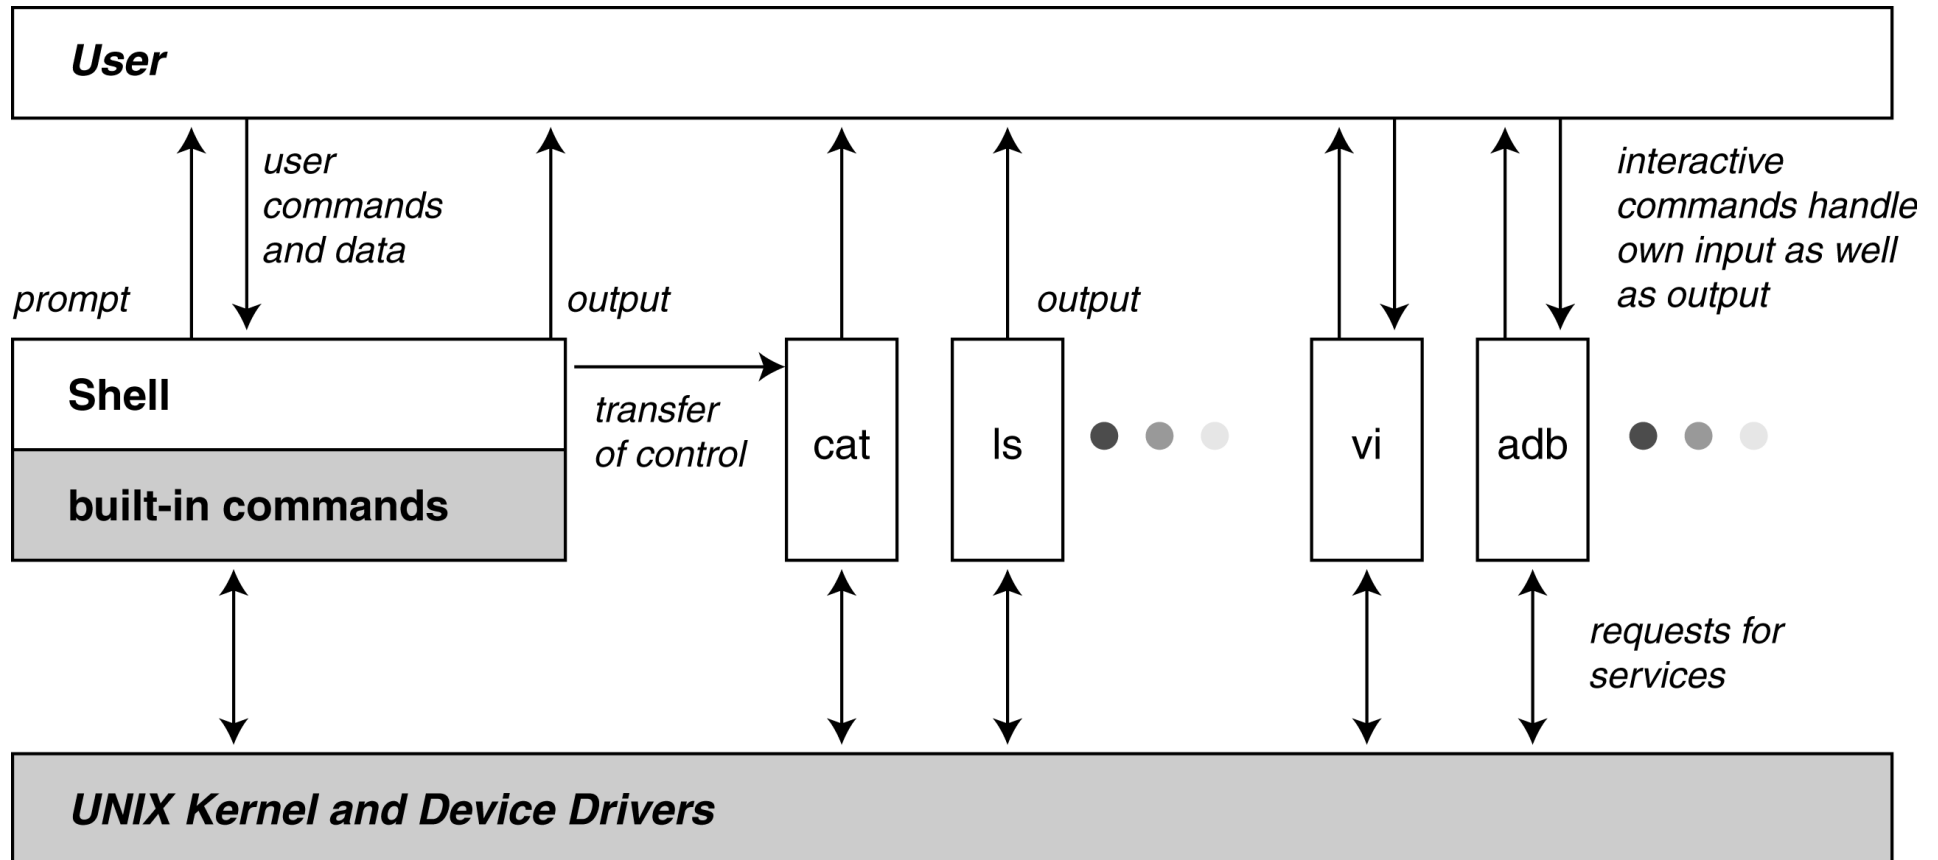 User
user
commands
and data
prompt
output
output
interactive
commands handle
own input as well
as output
Shell
built-in commands
transfer
of control
cat
ls
vi
adb
requests for
services
UNIX Kernel and Device Drivers